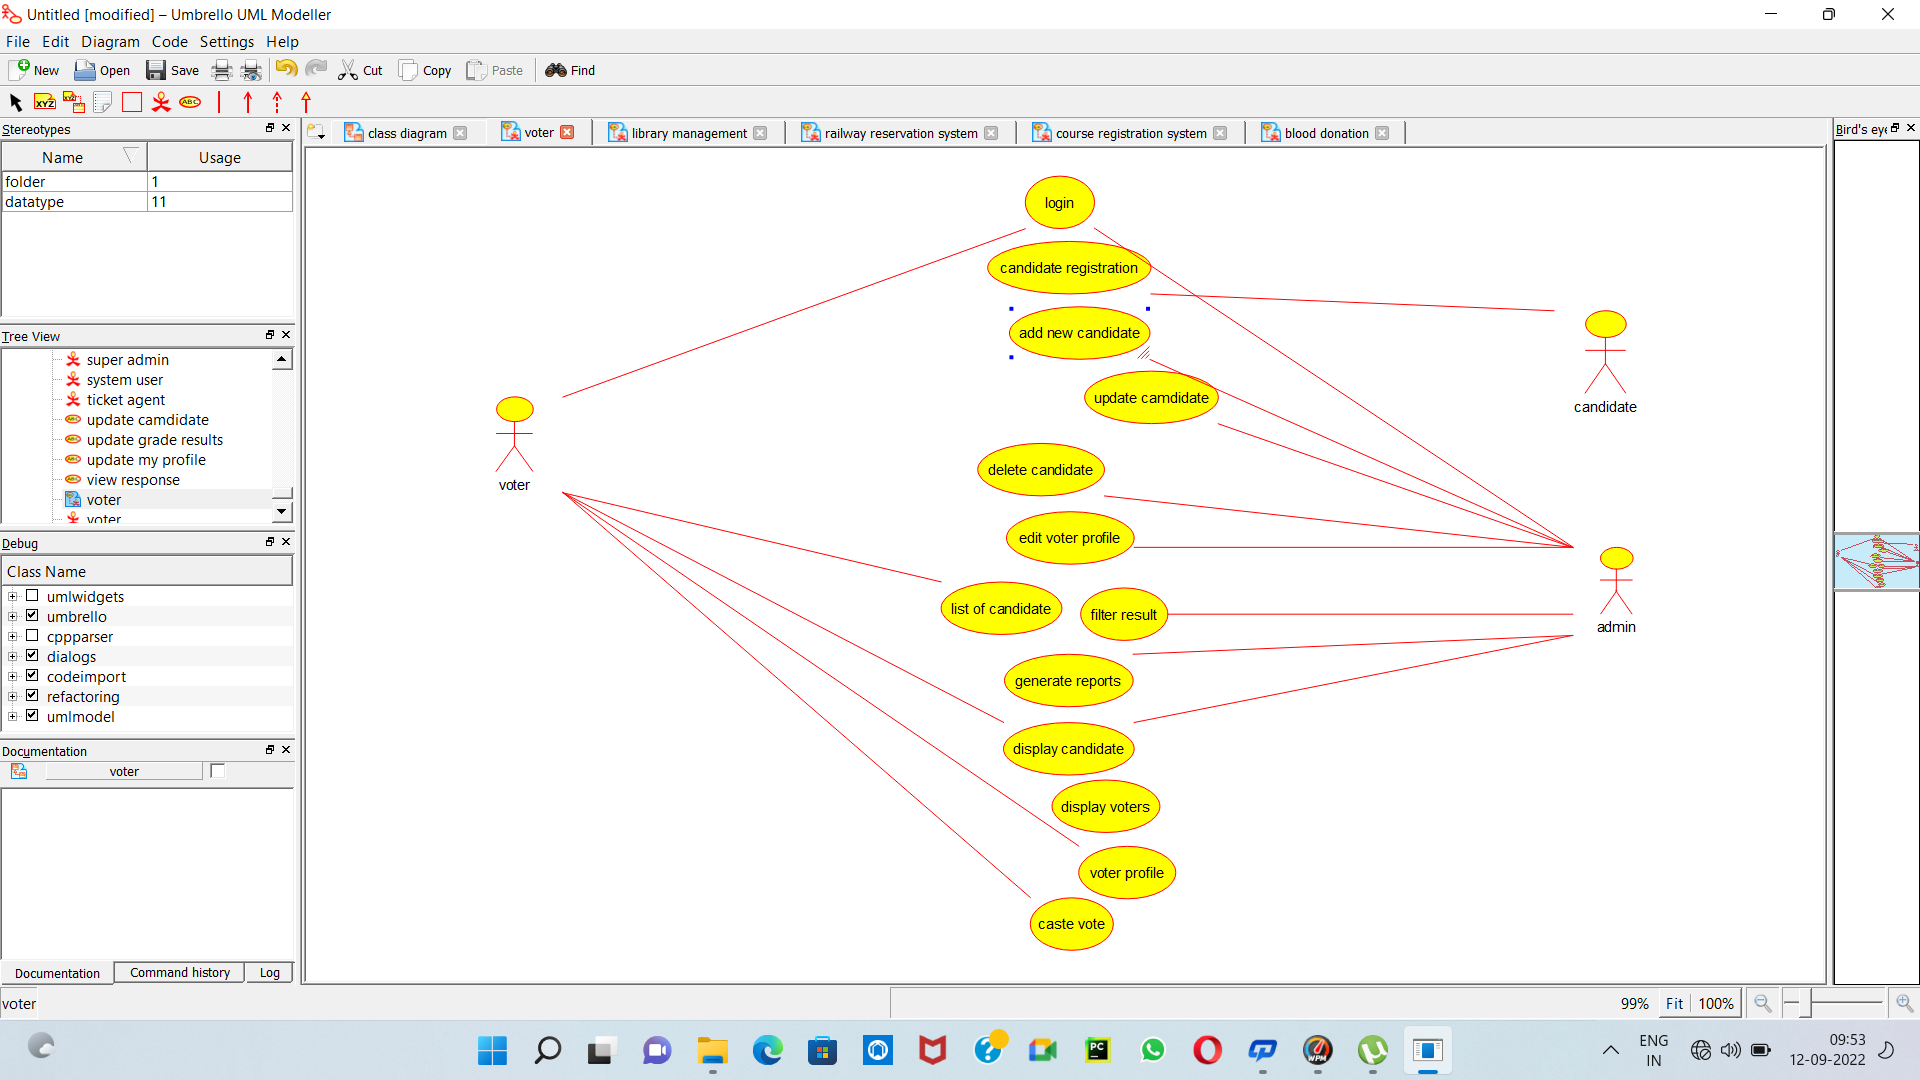 Untitled [modified] – Umbrello UML Modeller
File Edit Diagram Code Settings Help
New Open Save Cut Copy Paste Find
XYZ XYZ ABC
Stereotypes
Name Usage
folder 1
datatype 11
Tree View
super admin
system user
ticket agent
update camdidate
update grade results
update my profile
view response
voter
voter
Debug
Class Name
umlwidgets
umbrello
cppparser
dialogs
codeimport
refactoring
umlmodel
Documentation
voter
Documentation Command history Log
class diagram voter library management railway reservation system course registration system blood donation
login
candidate registration
add new candidate
update camdidate
delete candidate
edit voter profile
list of candidate
filter result
generate reports
display candidate
display voters
voter profile
caste vote
voter
candidate
admin
Bird's eye
voter
99% Fit 100%
PC
WPM
ENG
IN
09:53
12-09-2022